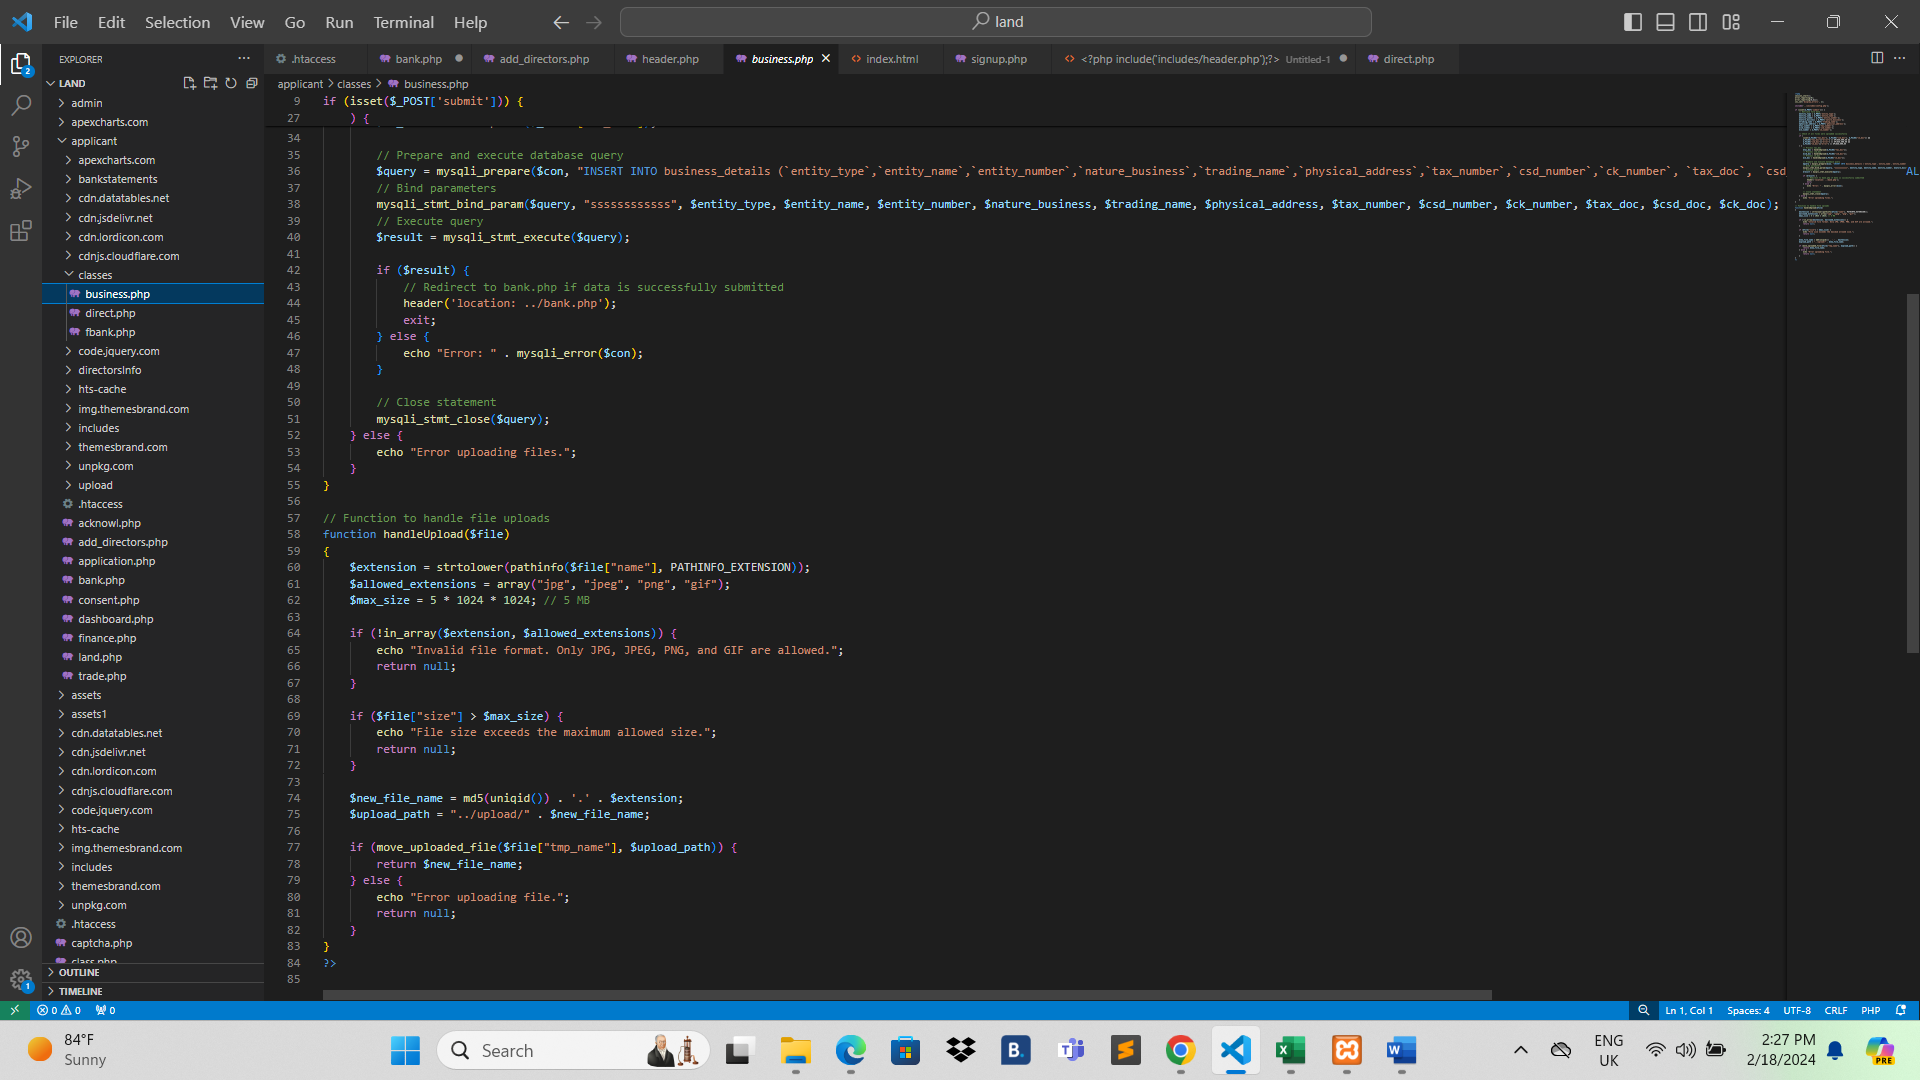 File Edit Selection View Go Run Terminal Help
land
EXPLORER
.htaccess
bank.php
add_directors.php
header.php
business.php
index.html
signup.php
<?php include('includes/header.php');?> Untitled-1
direct.php
LAND
admin
apexcharts.com
applicant
apexcharts.com
bankstatements
cdn.datatables.net
cdn.jsdelivr.net
cdn.lordicon.com
cdnjs.cloudflare.com
classes
business.php
direct.php
fbank.php
code.jquery.com
directorsInfo
hts-cache
img.themesbrand.com
includes
themesbrand.com
unpkg.com
upload
.htaccess
acknowl.php
add_directors.php
application.php
bank.php
consent.php
dashboard.php
finance.php
land.php
trade.php
assets
assets1
cdn.datatables.net
cdn.jsdelivr.net
cdn.lordicon.com
cdnjs.cloudflare.com
code.jquery.com
hts-cache
img.themesbrand.com
includes
themesbrand.com
unpkg.com
.htaccess
captcha.php
class.php
OUTLINE
TIMELINE
applicant > classes > business.php
9 if (isset($_POST['submit'])) {
27 ) {
34
35 // Prepare and execute database query
36 $query = mysqli_prepare($con, "INSERT INTO business_details (`entity_type`,`entity_name`,`entity_number`,`nature_business`,`trading_name`,`physical_address`,`tax_number`,`csd_number`,`ck_number`, `tax_doc`, `csd_
37 // Bind parameters
38 mysqli_stmt_bind_param($query, "ssssssssssss", $entity_type, $entity_name, $entity_number, $nature_business, $trading_name, $physical_address, $tax_number, $csd_number, $ck_number, $tax_doc, $csd_doc, $ck_doc);
39 // Execute query
40 $result = mysqli_stmt_execute($query);
41
42 if ($result) {
43 // Redirect to bank.php if data is successfully submitted
44 header('location: ../bank.php');
45 exit;
46 } else {
47 echo "Error: " . mysqli_error($con);
48 }
49
50 // Close statement
51 mysqli_stmt_close($query);
52 } else {
53 echo "Error uploading files.";
54 }
55 }
56
57 // Function to handle file uploads
58 function handleUpload($file)
59 {
60 $extension = strtolower(pathinfo($file["name"], PATHINFO_EXTENSION));
61 $allowed_extensions = array("jpg", "jpeg", "png", "gif");
62 $max_size = 5 * 1024 * 1024; // 5 MB
63
64 if (!in_array($extension, $allowed_extensions)) {
65 echo "Invalid file format. Only JPG, JPEG, PNG, and GIF are allowed.";
66 return null;
67 }
68
69 if ($file["size"] > $max_size) {
70 echo "File size exceeds the maximum allowed size.";
71 return null;
72 }
73
74 $new_file_name = md5(uniqid()) . '.' . $extension;
75 $upload_path = "../upload/" . $new_file_name;
76
77 if (move_uploaded_file($file["tmp_name"], $upload_path)) {
78 return $new_file_name;
79 } else {
80 echo "Error uploading file.";
81 return null;
82 }
83 }
84 ?>
85
0 0 0
Ln 1, Col 1 Spaces: 4 UTF-8 CRLF PHP
84°F
Sunny
Search
ENG
UK
2:27 PM
2/18/2024